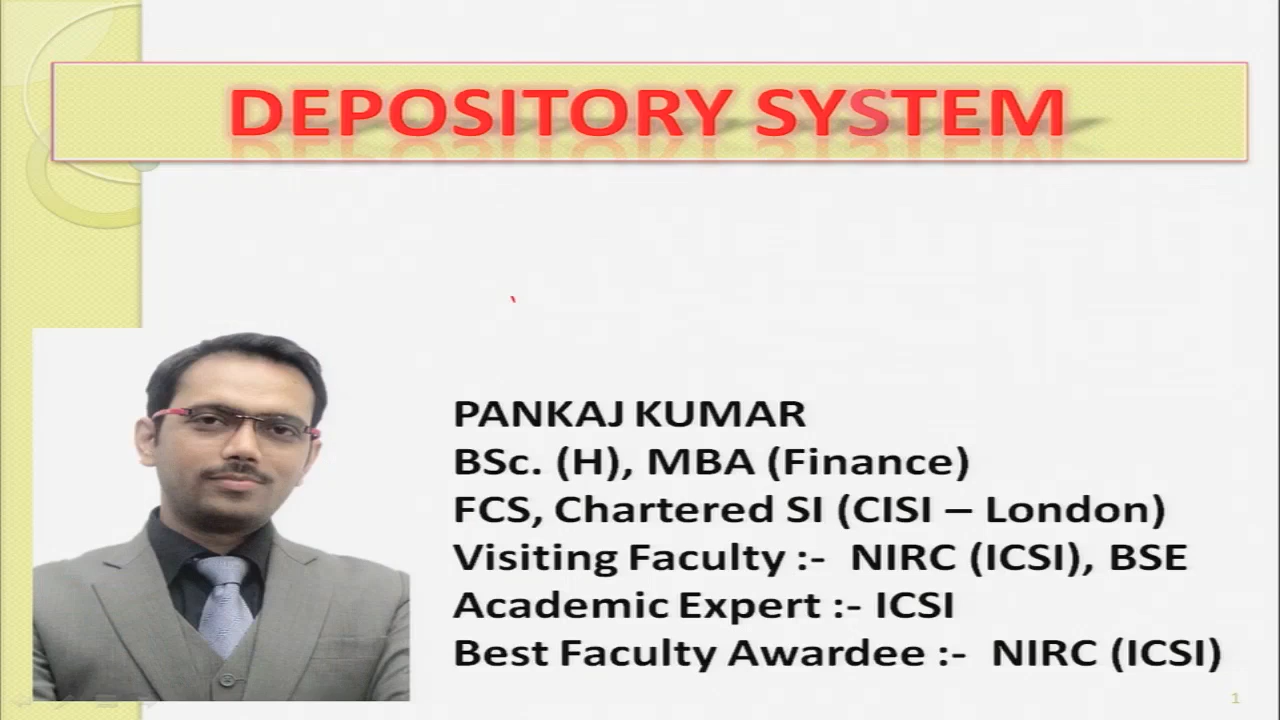 DEPOSITORY SYSTEM
PANKAJ KUMAR
BSc. (H), MBA (Finance)
FCS, Chartered SI (CISI – London)
Visiting Faculty :- NIRC (ICSI), BSE
Academic Expert :- ICSI
Best Faculty Awardee :- NIRC (ICSI)
1